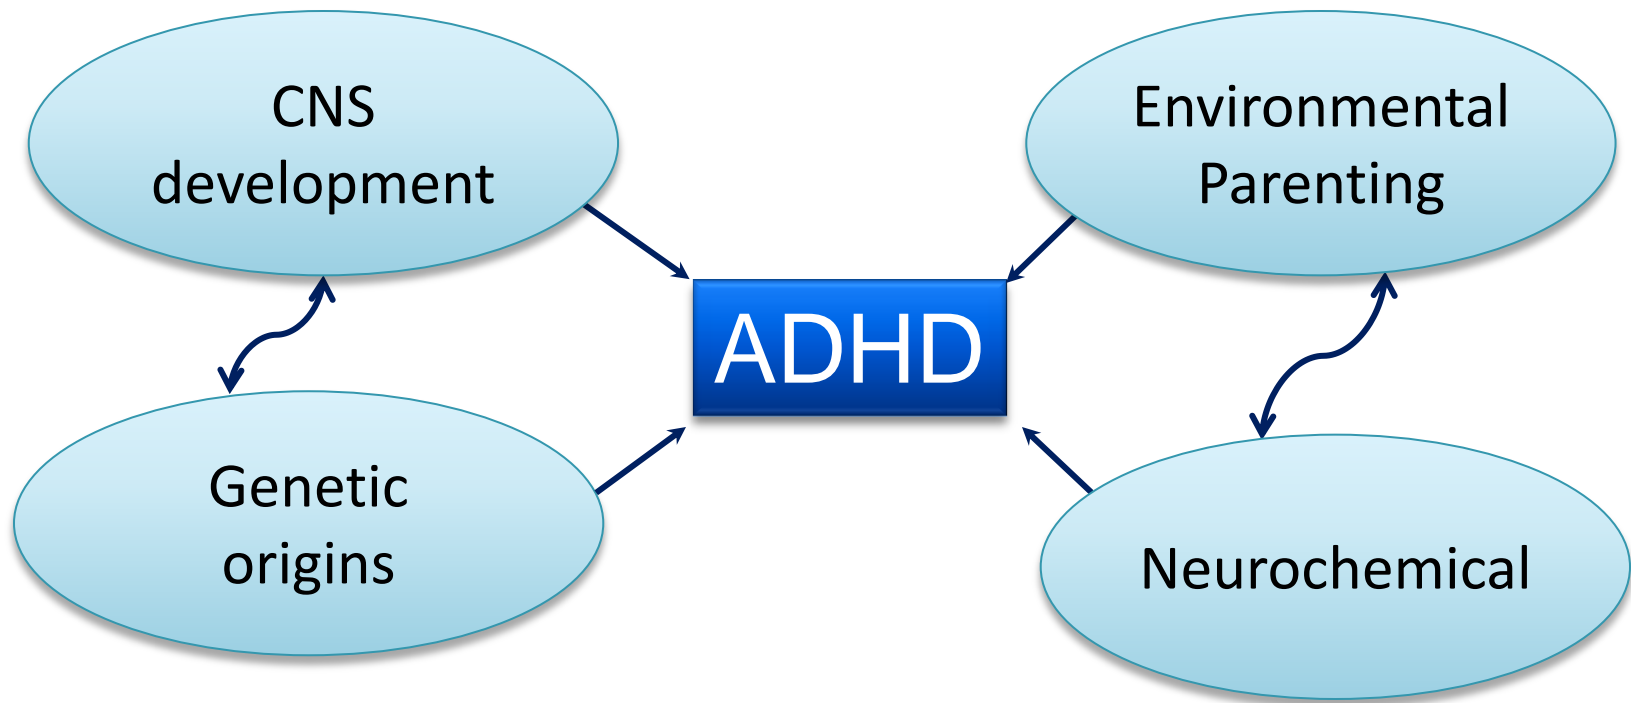 CNS
development
Environmental
Parenting
ADHD
Genetic
origins
Neurochemical